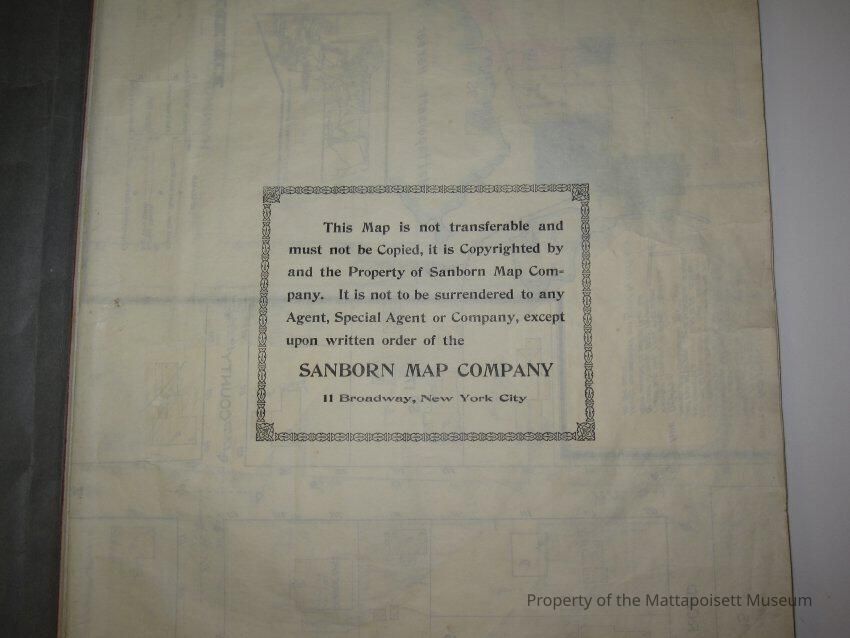 This Map is not transferable and
must not be Copied, it is Copyrighted by
and the Property of Sanborn Map Com=
pany. It is not to be surrendered to any
Agent, Special Agent or Company, except
upon written order of the
SANBORN MAP COMPANY
11 Broadway, New York City
COUNTY
Property of the Mattapoisett Museum